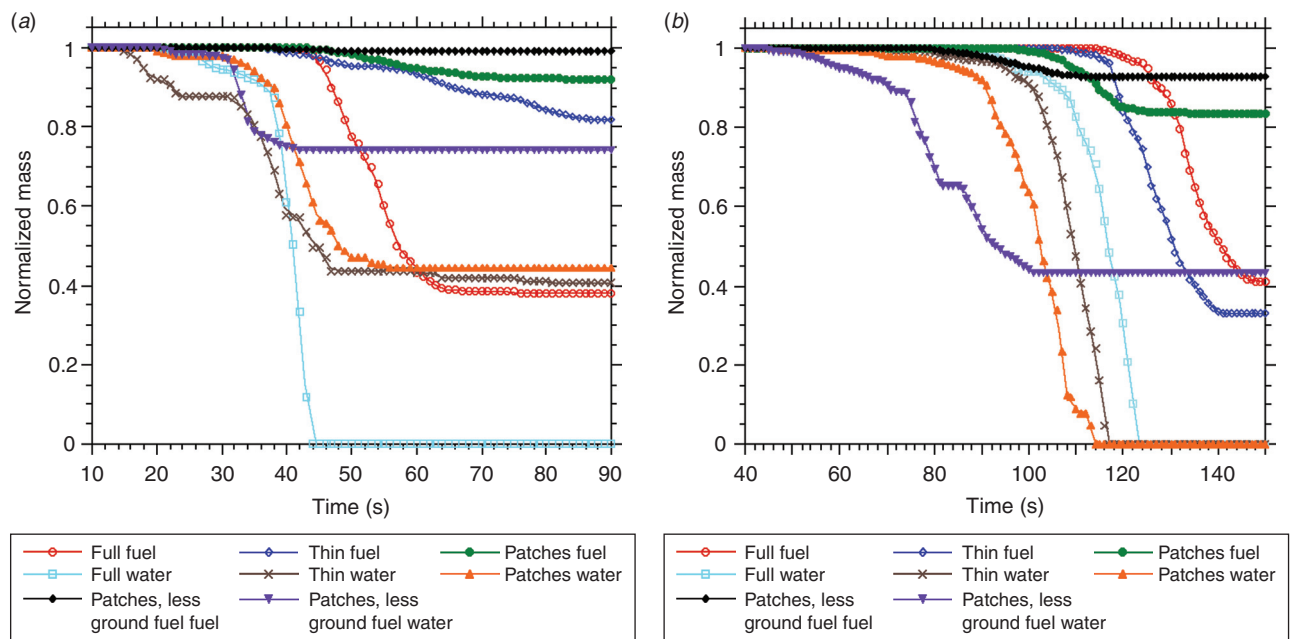 (a)
1
0.8
0.6
0.4
0.2
0
Normalized mass
10 20 30 40 50 60 70 80 90
Time (s)
Full fuel Thin fuel Patches fuel
Full water Thin water Patches water
Patches, less Patches, less
ground fuel fuel ground fuel water
(b)
1
0.8
0.6
0.4
0.2
0
Normalized mass
40 60 80 100 120 140
Time (s)
Full fuel Thin fuel Patches fuel
Full water Thin water Patches water
Patches, less Patches, less
ground fuel fuel ground fuel water